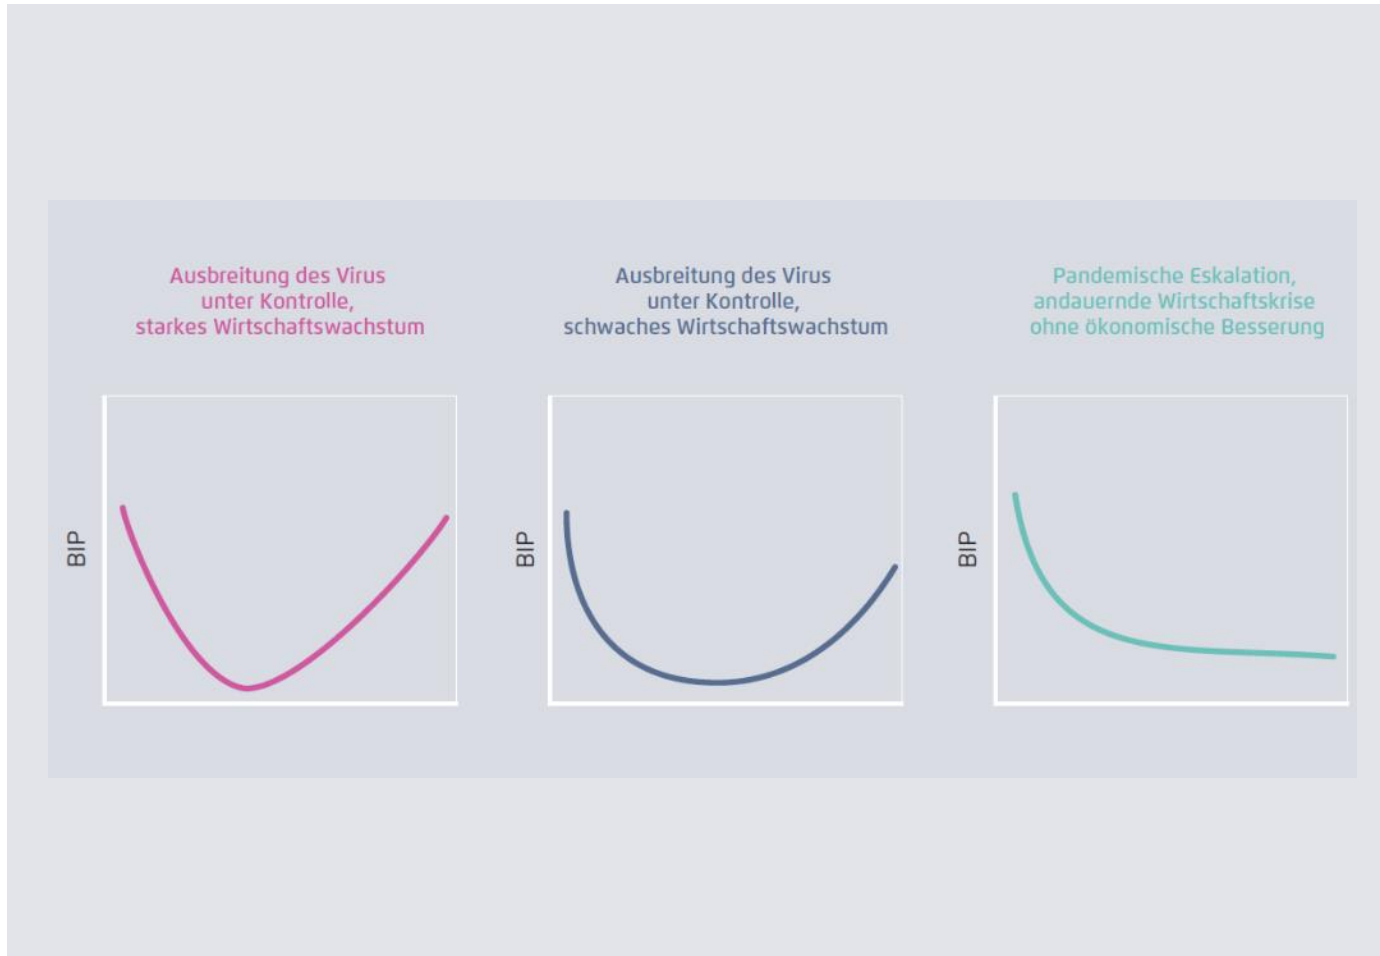 Ausbreitung des Virus
unter Kontrolle,
starkes Wirtschaftswachstum
BIP
Ausbreitung des Virus
unter Kontrolle,
schwaches Wirtschaftswachstum
BIP
Pandemische Eskalation,
andauernde Wirtschaftskrise
ohne ökonomische Besserung
BIP